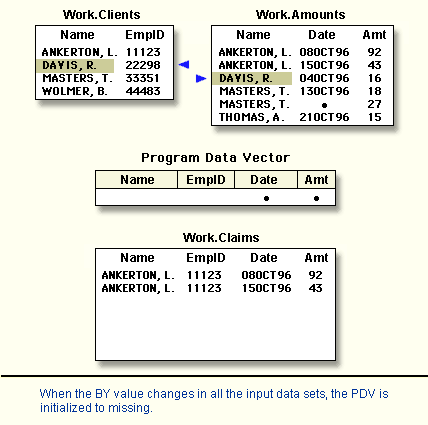 Work.Clients
Name EmpID
ANKERTON, L. 11123
DAVIS, R. 22298
MASTERS, T. 33351
WOLMER, B. 44483
Work.Amounts
Name Date Amt
ANKERTON, L. 08OCT96 92
ANKERTON, L. 15OCT96 43
DAVIS, R. 04OCT96 16
MASTERS, T. 13OCT96 18
MASTERS, T. • 27
THOMAS, A. 21OCT96 15
Program Data Vector
Name EmpID Date Amt
• •
Work.Claims
Name EmpID Date Amt
ANKERTON, L. 11123 08OCT96 92
ANKERTON, L. 11123 15OCT96 43
When the BY value changes in all the input data sets, the PDV is
initialized to missing.